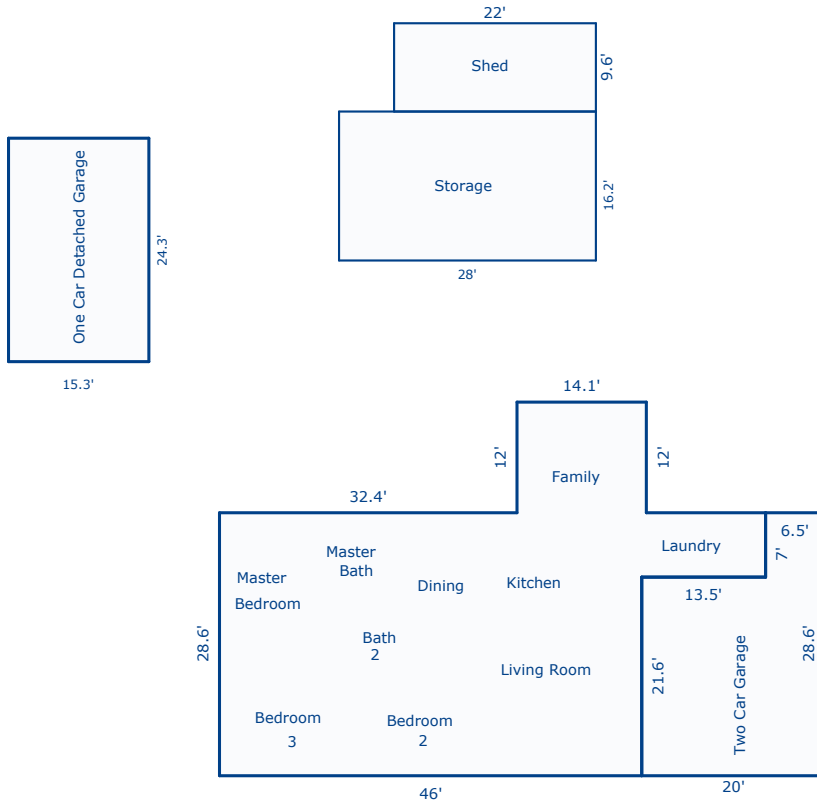 22'
Shed
9.6'
Storage
16.2'
28'
One Car Detached Garage
24.3'
15.3'
14.1'
12'
12'
Family
32.4'
6.5'
Laundry
7'
Master
Bath
Master
Bedroom
Dining
Kitchen
13.5'
28.6'
Bath
2
Living Room
21.6'
Two Car Garage
28.6'
Bedroom
3
Bedroom
2
46'
20'